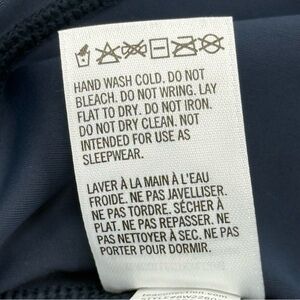 HAND WASH COLD. DO NOT
BLEACH. DO NOT WRING. LAY
FLAT TO DRY. DO NOT IRON.
DO NOT DRY CLEAN. NOT
INTENDED FOR USE AS
SLEEPWEAR.
LAVER À LA MAIN À L'EAU
FROIDE. NE PAS JAVELLISER.
NE PAS TORDRE. SÉCHER À
PLAT. NE PAS REPASSER. NE
PAS NETTOYER À SEC. NE PAS
PORTER POUR DORMIR.